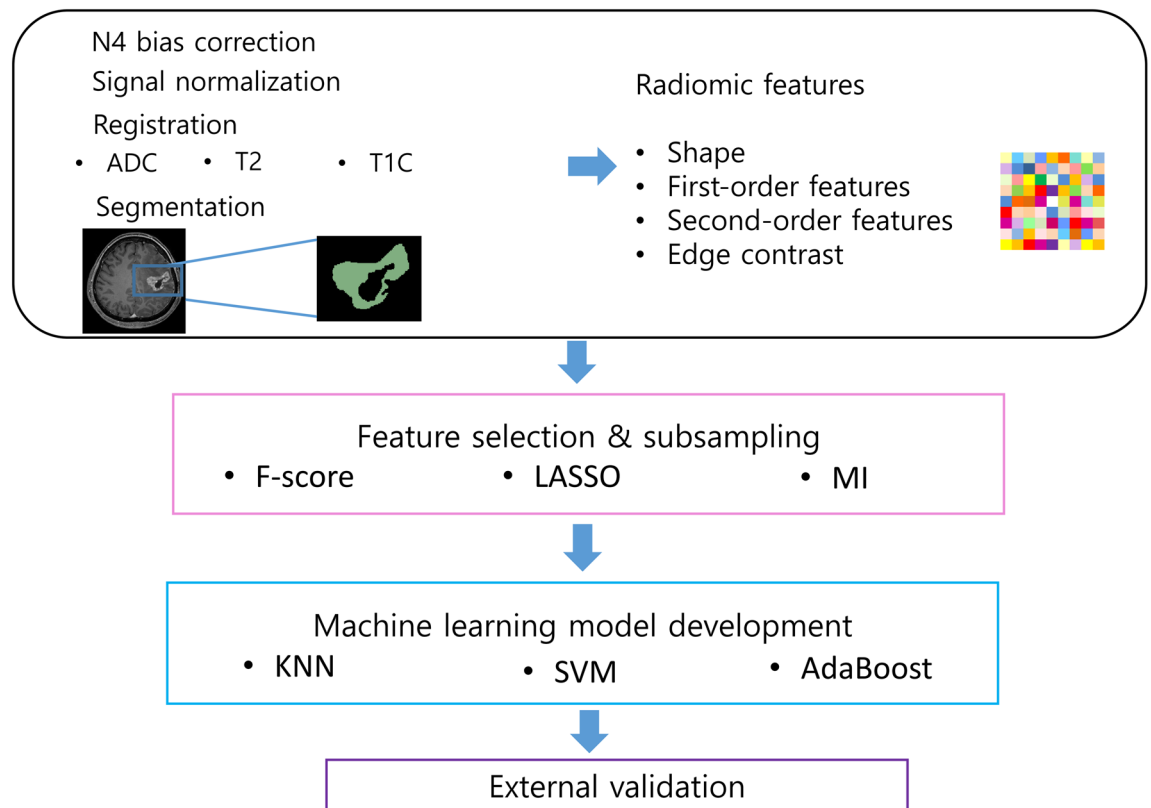 N4 bias correction
Signal normalization
Registration
• ADC • T2 • T1C
Segmentation
Radiomic features
• Shape
• First-order features
• Second-order features
• Edge contrast
Feature selection & subsampling
• F-score • LASSO • MI
Machine learning model development
• KNN • SVM • AdaBoost
External validation